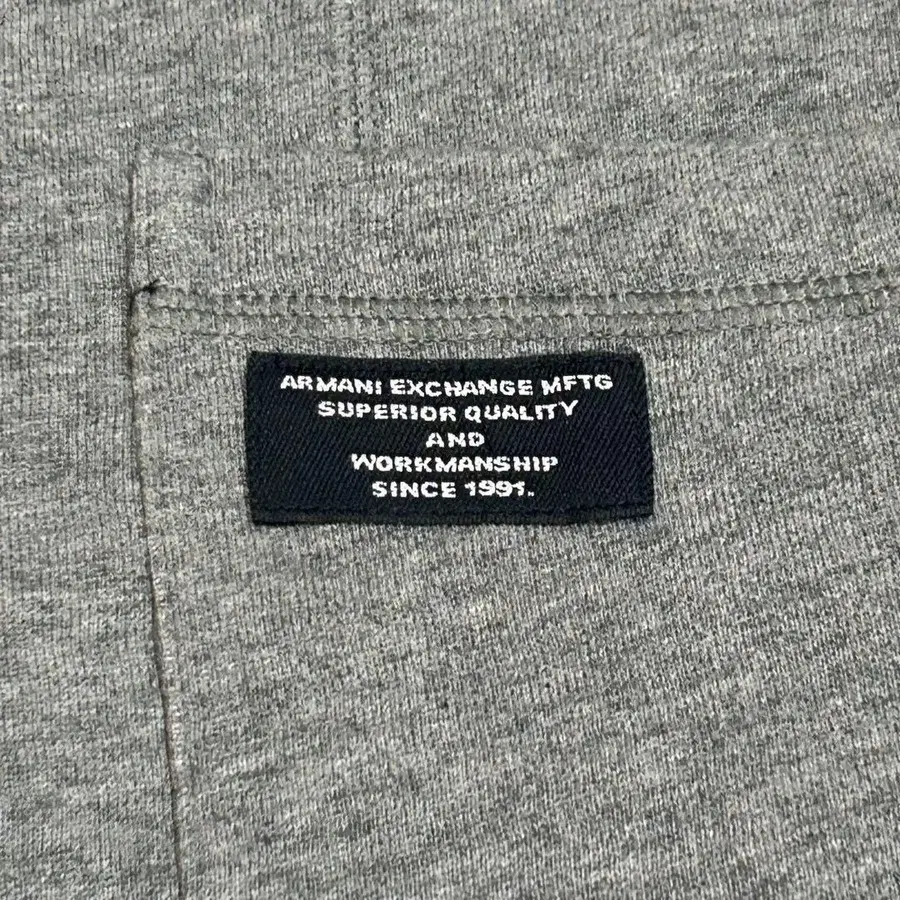 ARMANI EXCHANGE MFTG
SUPERIOR QUALITY
AND
WORKMANSHIP
SINCE 1991.